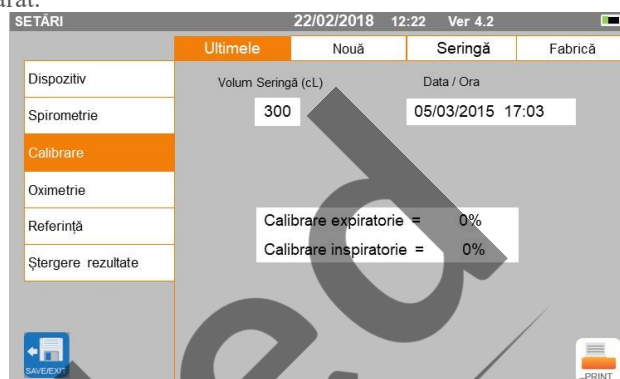 arat.
SETĂRI 22/02/2018 12:22 Ver 4.2
Ultimele Nouă Seringă Fabrică
Dispozitiv
Volum Seringă (cL) Data / Ora
Spirometrie
300 05/03/2015 17:03
Calibrare
Oximetrie
Referință
Calibrare expiratorie = 0%
Calibrare inspiratorie = 0%
Ștergere rezultate
SAVE/EXIT
PRINT